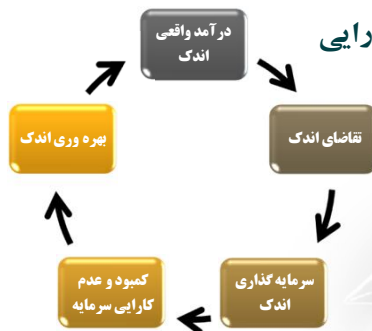 رایی
درآمد واقعی
اندک
تقاضای اندک
سرمایه گذاری
اندک
کمبود و عدم
کارایی سرمایه
بهره وری اندک